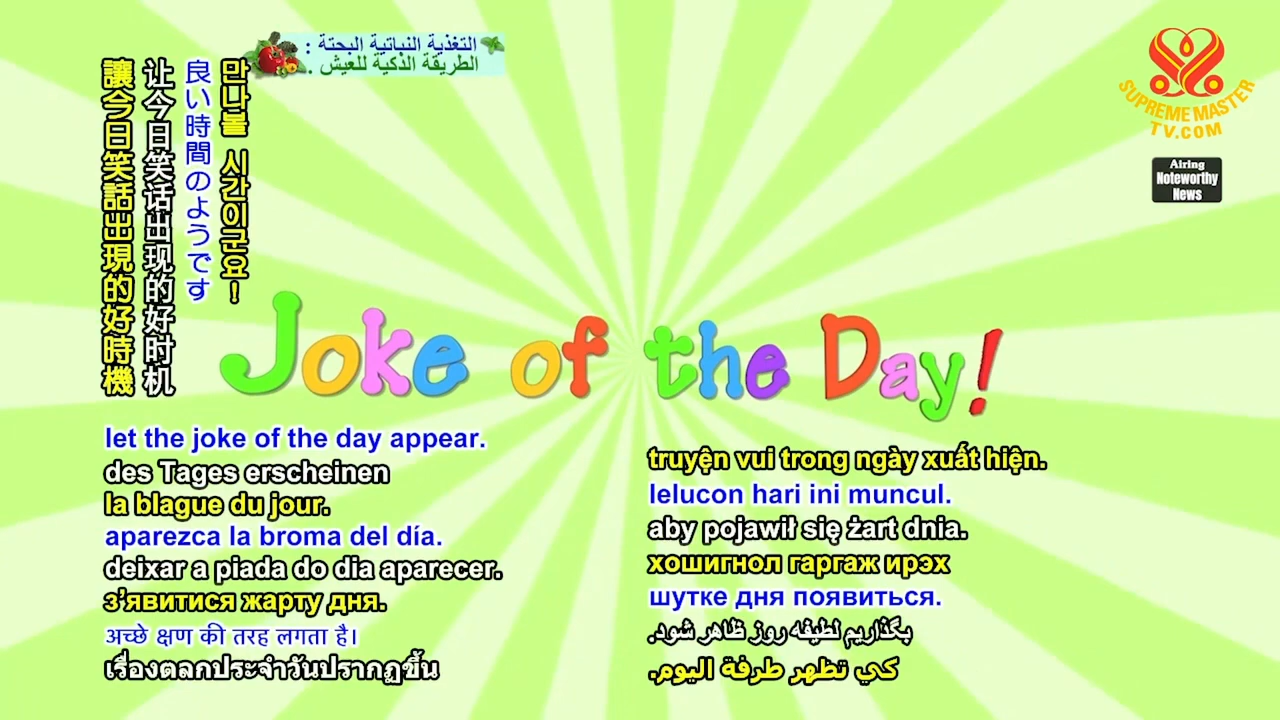 التغذية النباتية البحتة :
الطريقة الذكية للعيش .
SUPREME MASTER
TV.COM
Airing
Noteworthy
News
만나볼 시간이군요!
良い時間のようです
让今日笑话出现的好时机
讓今日笑話出現的好時機
Joke of the Day!
let the joke of the day appear.
des Tages erscheinen
la blague du jour.
aparezca la broma del día.
deixar a piada do dia aparecer.
з'явитися жарту дня.
अच्छे क्षण की तरह लगता है।
เรื่องตลกประจำวันปรากฏขึ้น
truyện vui trong ngày xuất hiện.
lelucon hari ini muncul.
aby pojawił się żart dnia.
хошигнол гаргаж ирэх
шутке дня появиться.
بگذاریم لطیفه روز ظاهر شود.
كي تظهر طرفة اليوم.